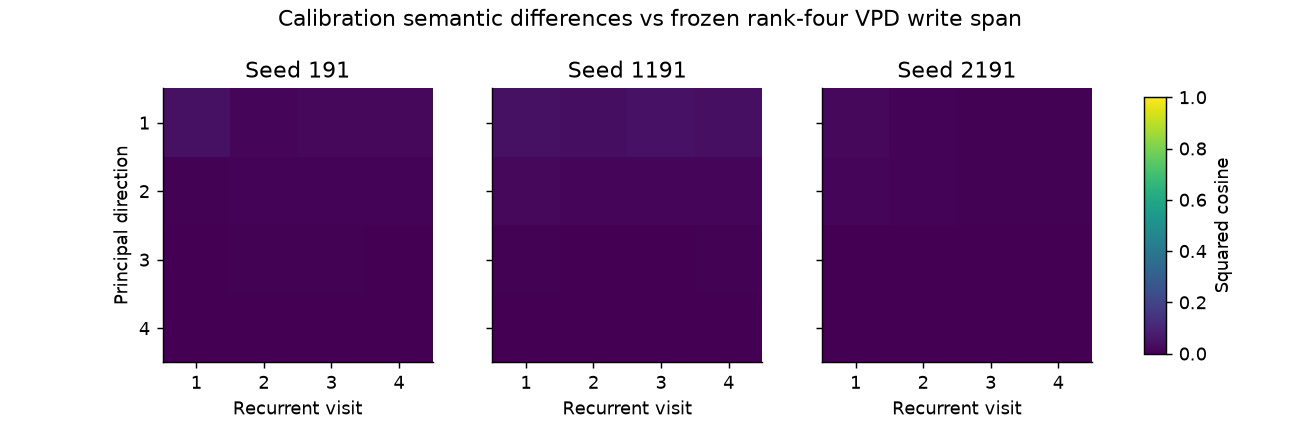 Calibration semantic differences vs frozen rank-four VPD write span
Seed 191
Seed 1191
Seed 2191
Principal direction
1
2
3
4
1 2 3 4
Recurrent visit
1 2 3 4
Recurrent visit
1 2 3 4
Recurrent visit
1.0
0.8
0.6
0.4
0.2
0.0
Squared cosine